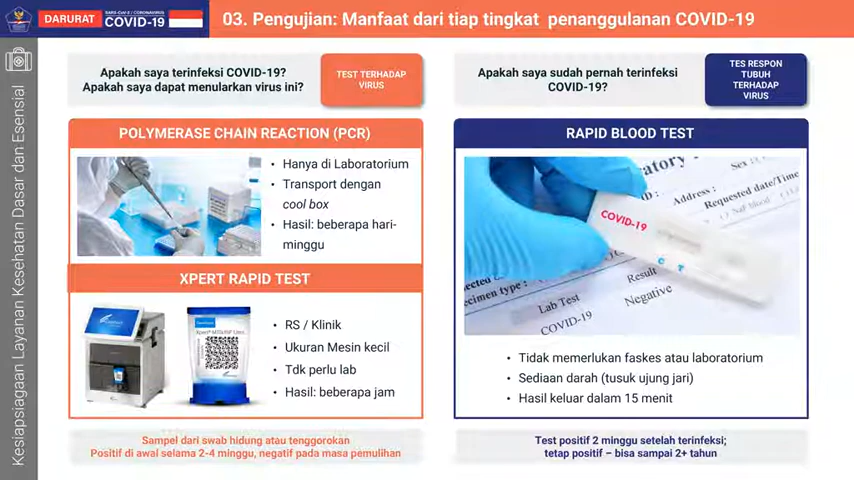 DARURAT
SARS-CoV-2 / CORONAVIRUS
COVID-19
03. Pengujian: Manfaat dari tiap tingkat penanggulanan COVID-19
Kesiapsiagaan Layanan Kesehatan Dasar dan Esensial
Apakah saya terinfeksi COVID-19?
Apakah saya dapat menularkan virus ini?
TEST TERHADAP
VIRUS
POLYMERASE CHAIN REACTION (PCR)
• Hanya di Laboratorium
• Transport dengan
cool box
• Hasil: beberapa hari-
minggu
XPERT RAPID TEST
• RS / Klinik
• Ukuran Mesin kecil
• Tdk perlu lab
• Hasil: beberapa jam
Sampel dari swab hidung atau tenggorokan
Positif di awal selama 2-4 minggu, negatif pada masa pemulihan
Apakah saya sudah pernah terinfeksi
COVID-19?
TES RESPON
TUBUH
TERHADAP
VIRUS
RAPID BLOOD TEST
Sex :
Address :
Requested date/Time
COVID-19
C T
Result
Lab Test
Negative
COVID-19
• Tidak memerlukan faskes atau laboratorium
• Sediaan darah (tusuk ujung jari)
• Hasil keluar dalam 15 menit
Test positif 2 minggu setelah terinfeksi;
tetap positif – bisa sampai 2+ tahun